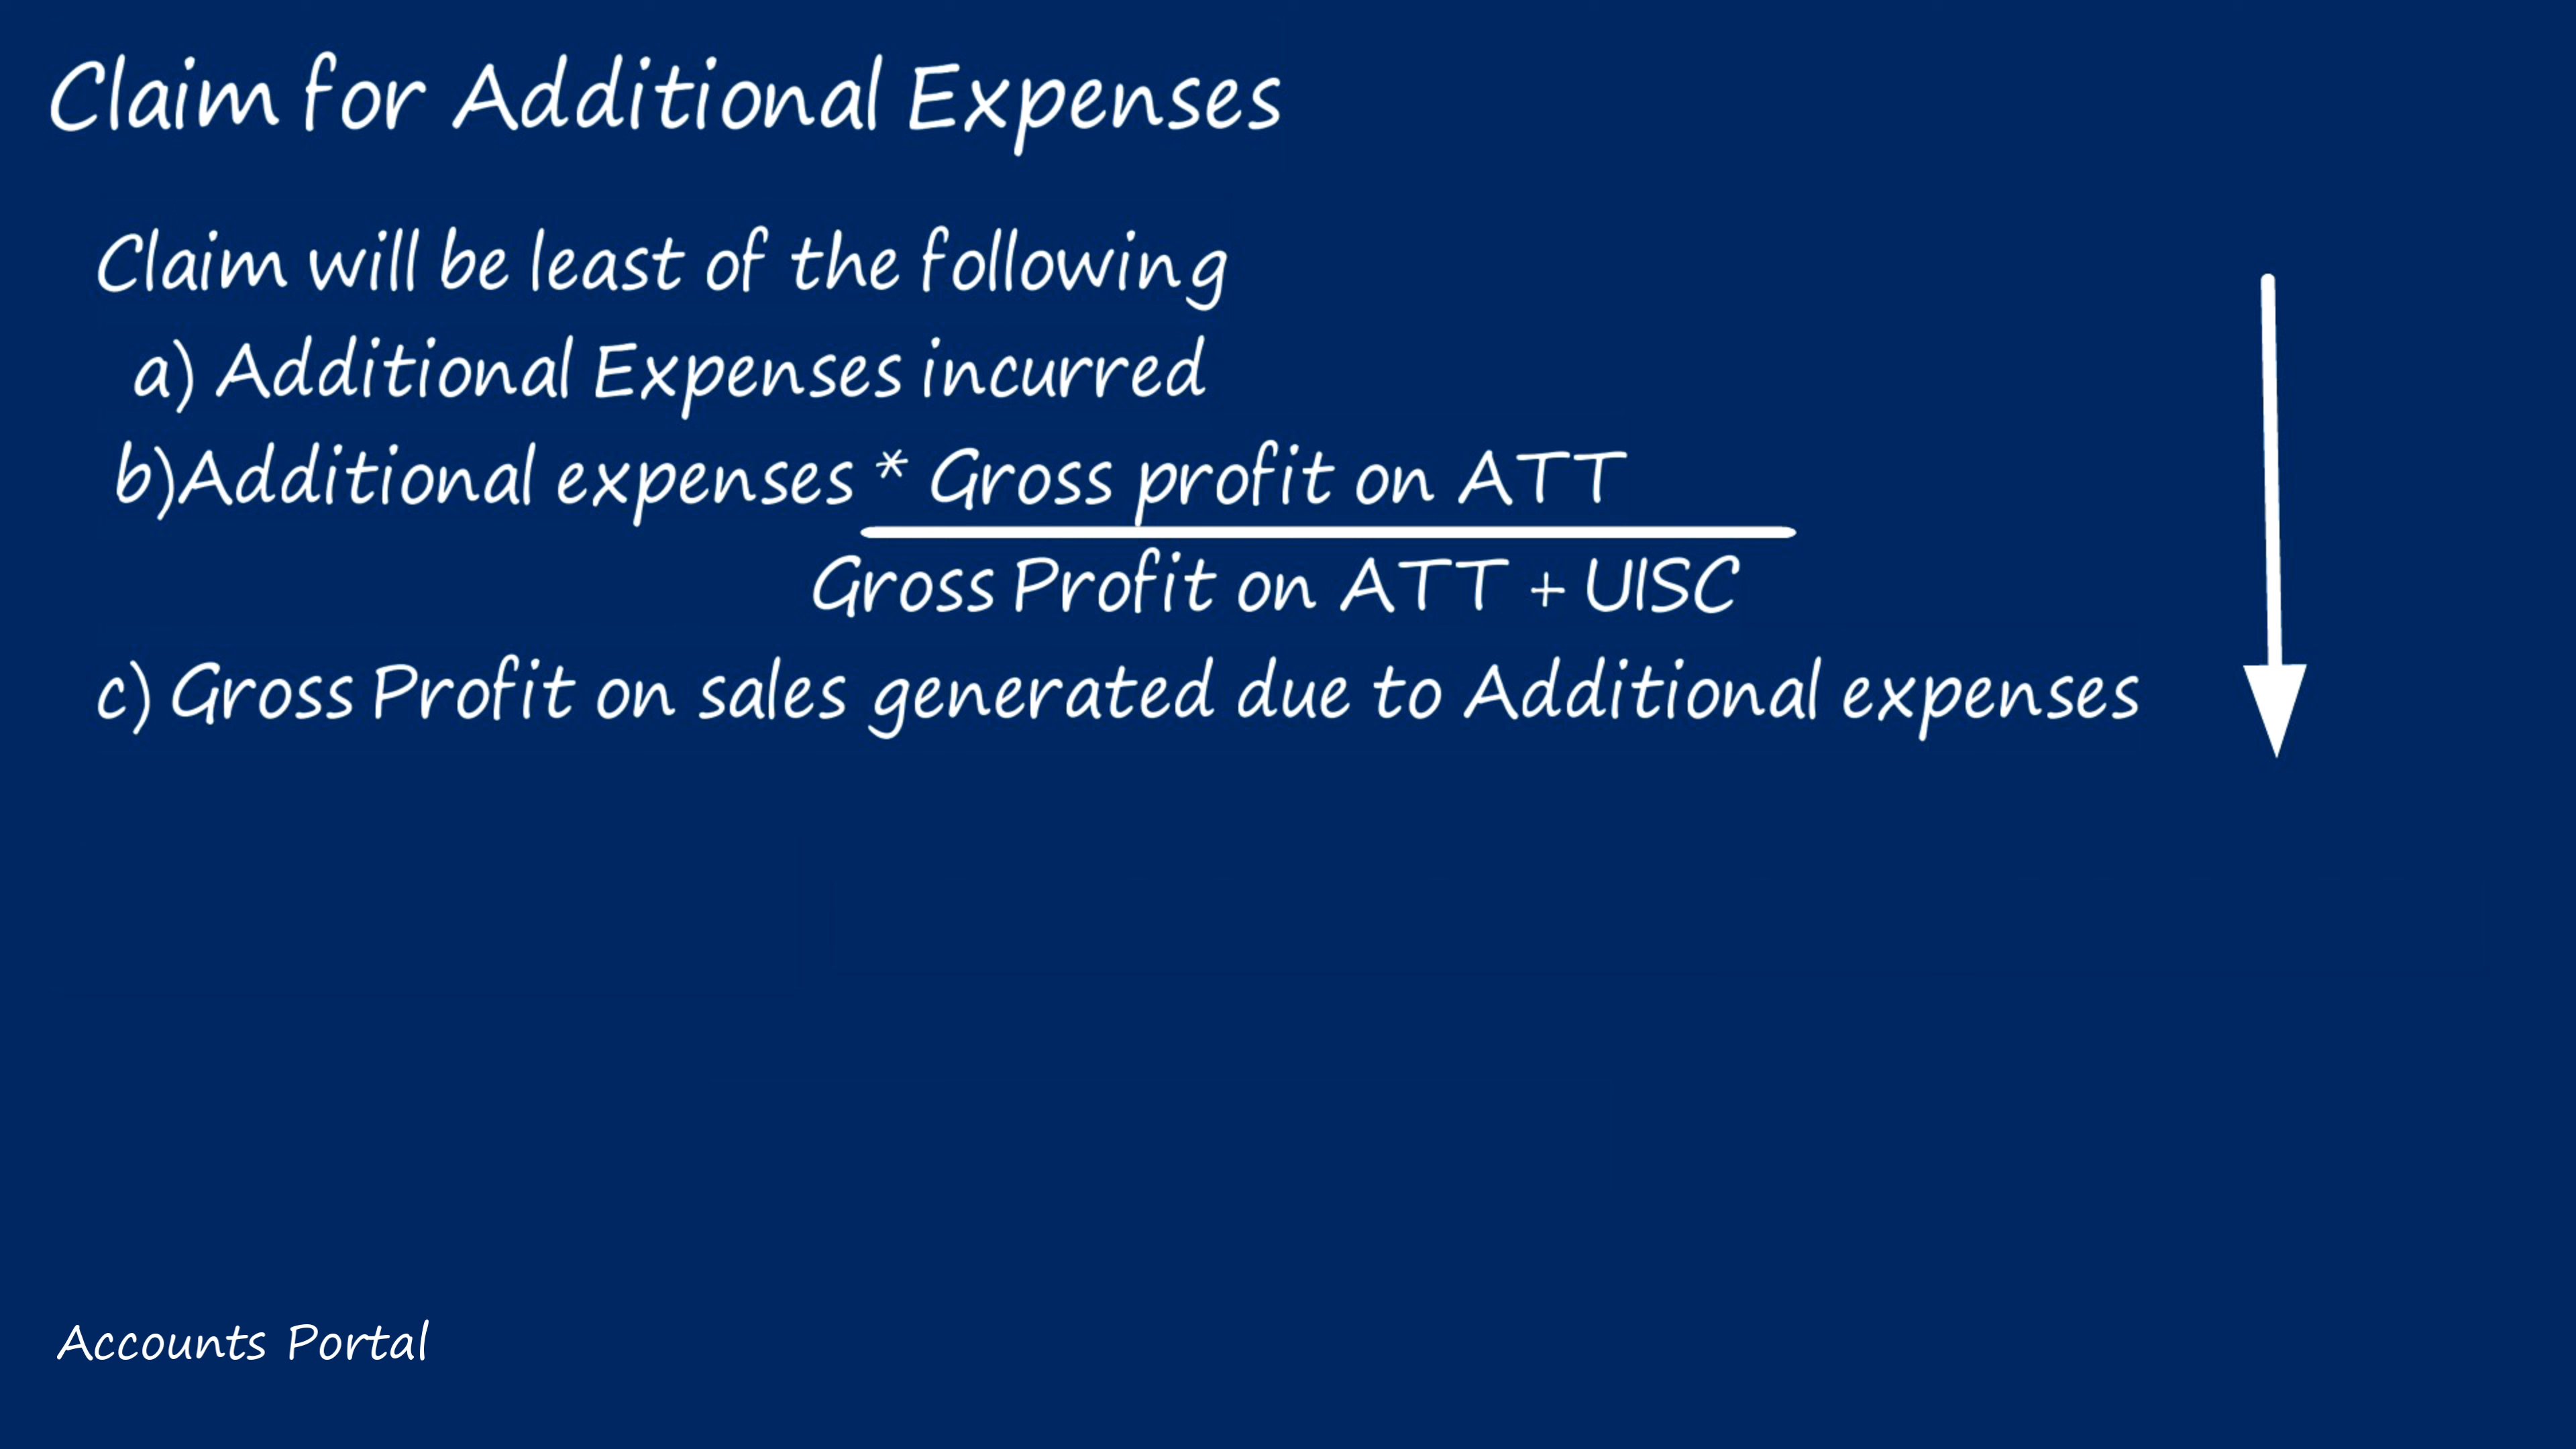 Claim for Additional Expenses
Claim will be least of the following
a) Additional Expenses incurred
b)Additional expenses * Gross profit on ATT
Gross Profit on ATT + UISC
c) Gross Profit on sales generated due to Additional expenses
Accounts Portal